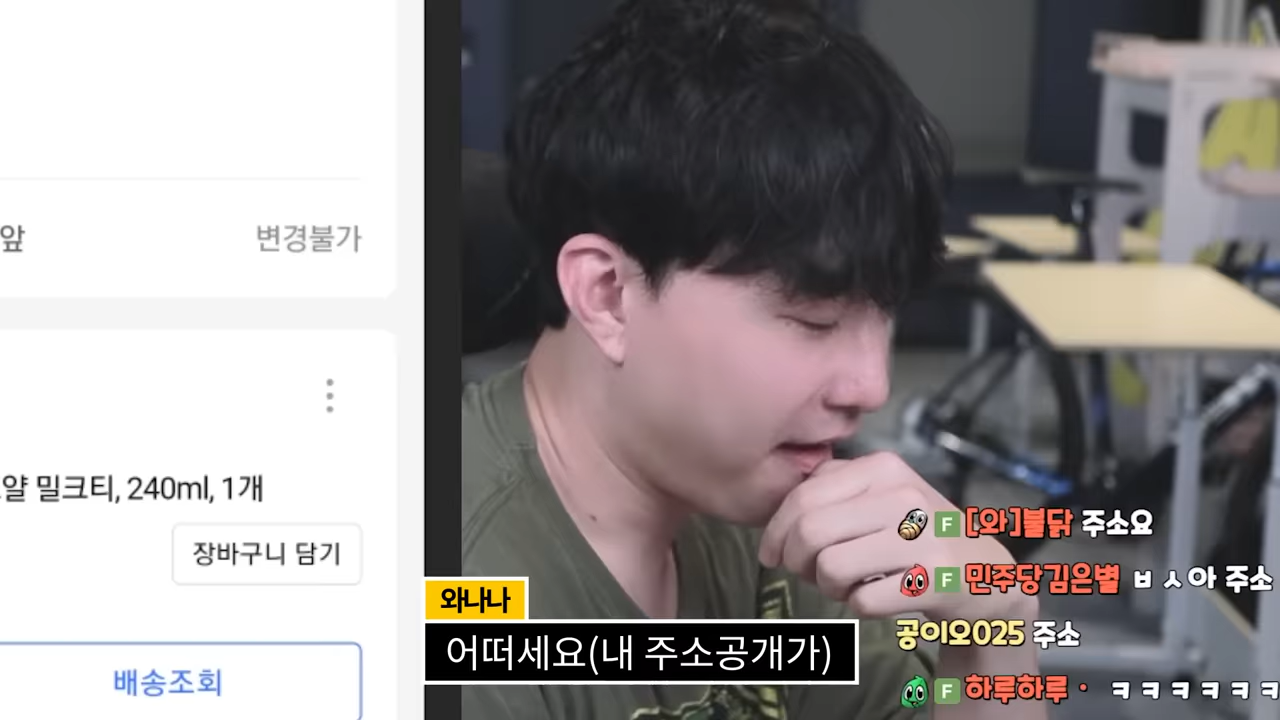 앞
변경불가
얄 밀크티, 240ml, 1개
장바구니 담기
배송조회
와나나
어떠세요(내 주소공개가)
F [와]불닭 주소요
F 민주당김은별 ㅂㅅ아 주소
공이오025 주소
F 하루하루· ㅋㅋㅋㅋㅋㅋ